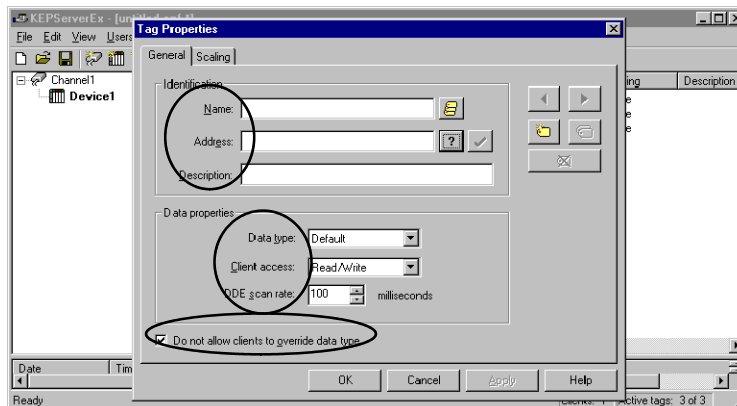 KEPServerEx - [un
File Edit View Users
Channel1
Device1
Tag Properties
General Scaling
Identification
Name:
Address:
?
Description:
Data properties
Data type: Default
Client access: Read/Write
DDE scan rate: 100 milliseconds
Do not allow clients to override data type
OK Cancel Apply Help
ing Description
e
e
e
Date Tim
Ready Active tags: 3 of 3